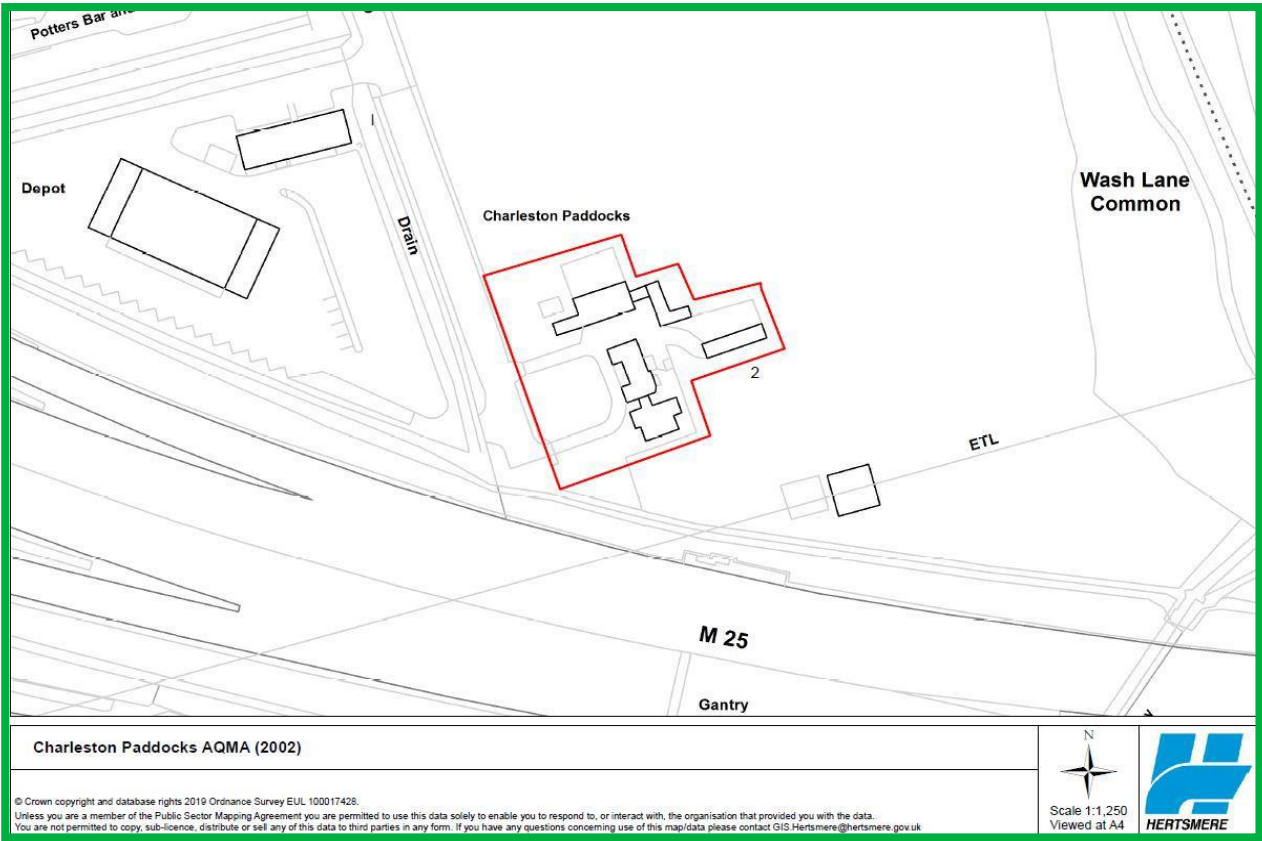 Potters Bar and
Depot
Drain
Charleston Paddocks
Wash Lane
Common
2
ETL
M 25
Gantry
Charleston Paddocks AQMA (2002)
© Crown copyright and database rights 2019 Ordnance Survey EUL 100017428.
Unless you are a member of the Public Sector Mapping Agreement you are permitted to use this data solely to enable you to respond to, or interact with, the organisation that provided you with the data.
You are not permitted to copy, sub-licence, distribute or sell any of this data to third parties in any form. If you have any questions concerning use of this map/data please contact GIS.Hertsmere@hertsmere.gov.uk
N
Scale 1:1,250
Viewed at A4
HERTSMERE